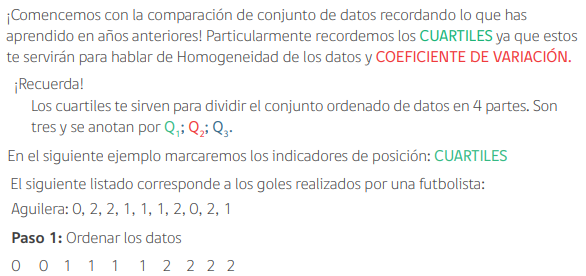 ¡Comencemos con la comparación de conjunto de datos recordando lo que has
aprendido en años anteriores! Particularmente recordemos los CUARTILES ya que estos
te servirán para hablar de Homogeneidad de los datos y COEFICIENTE DE VARIACIÓN.
¡Recuerda!
Los cuartiles te sirven para dividir el conjunto ordenado de datos en 4 partes. Son
tres y se anotan por Q₁; Q₂; Q₃.
En el siguiente ejemplo marcaremos los indicadores de posición: CUARTILES
El siguiente listado corresponde a los goles realizados por una futbolista:
Aguilera: 0, 2, 2, 1, 1, 1, 2, 0, 2, 1
Paso 1: Ordenar los datos
0 0 1 1 1 1 2 2 2 2